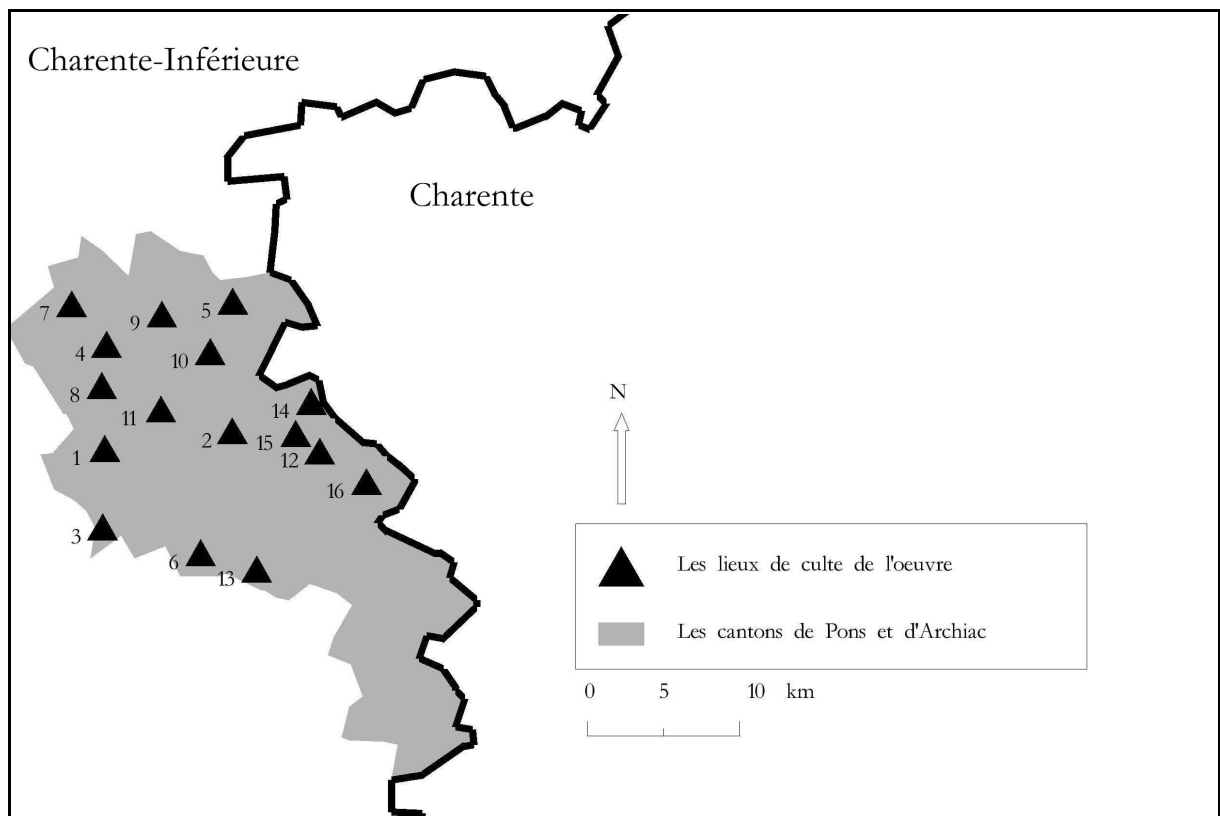 Charente-Inférieure
Charente
7
9
5
4
10
8
11
14
2
15
12
1
16
3
6
13
N
Les lieux de culte de l'oeuvre
Les cantons de Pons et d'Archiac
0 5 10 km